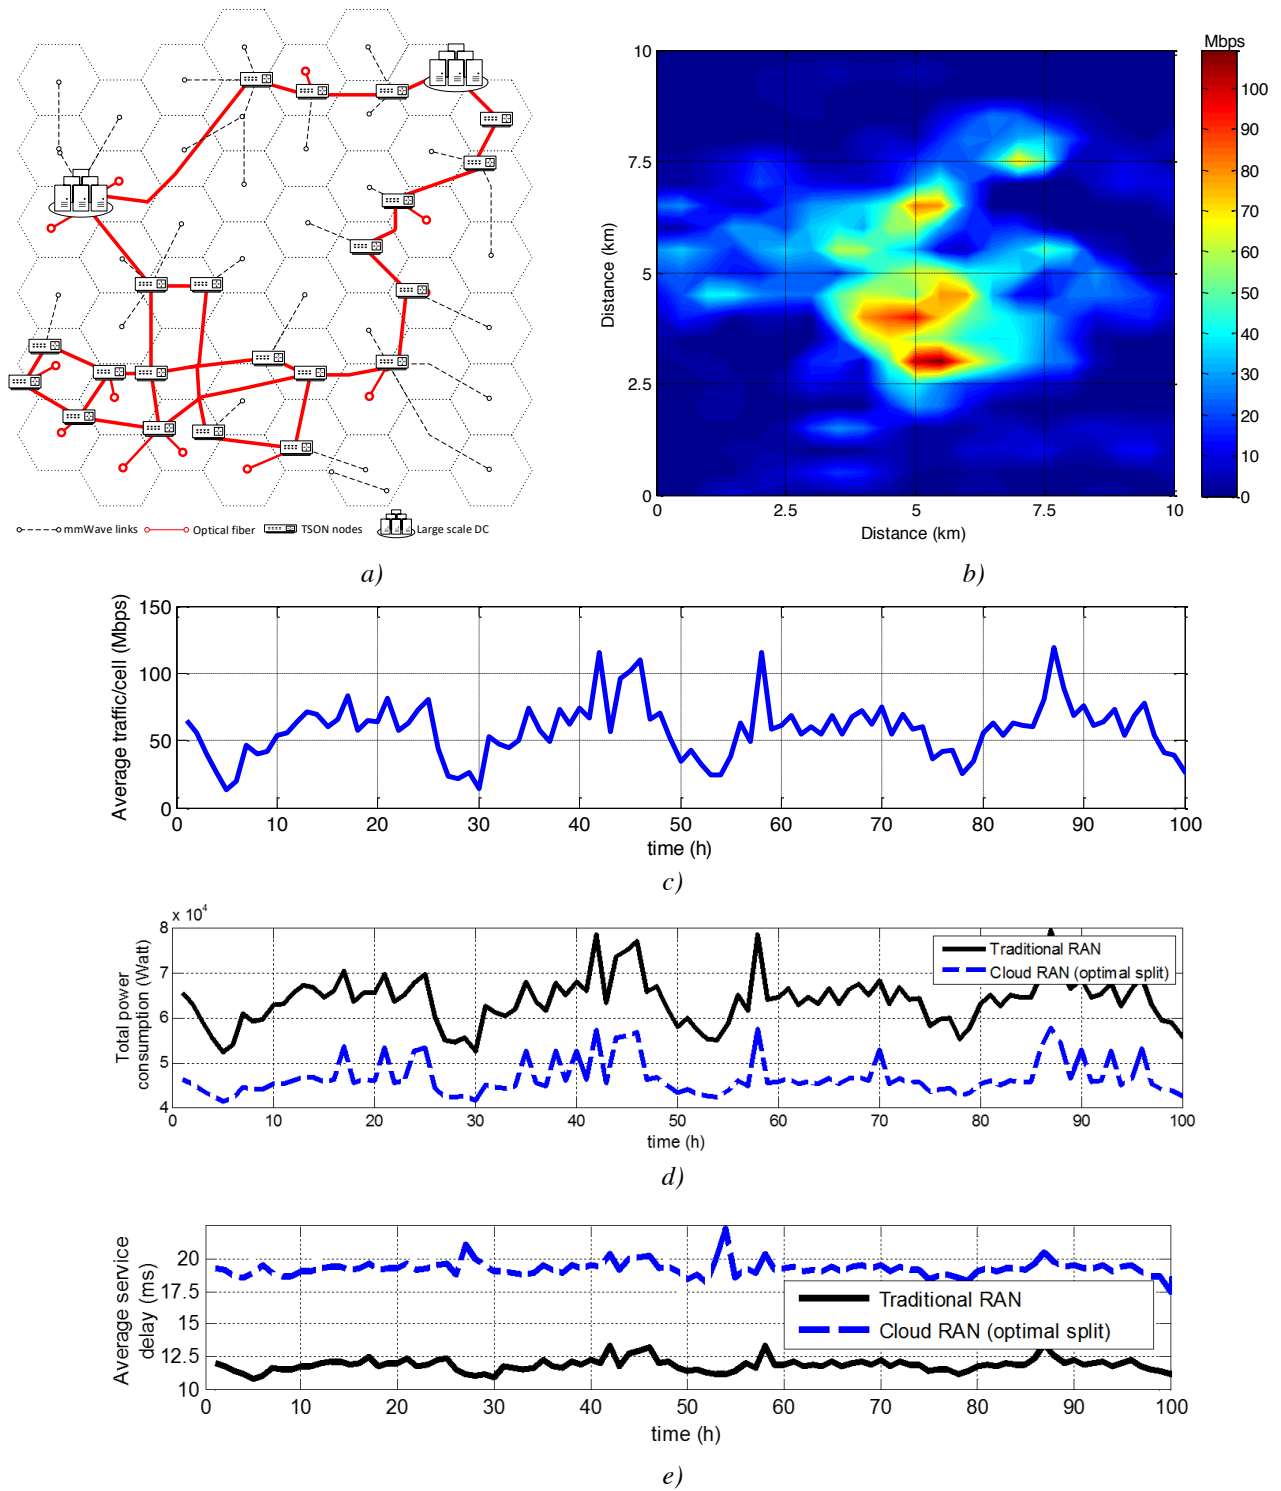 mmWave links
Optical fiber
TSON nodes
Large scale DC
a)
Mbps
10
7.5
5
2.5
0
Distance (km)
0 2.5 5 7.5 10
Distance (km)
100
90
80
70
60
50
40
30
20
10
0
b)
Average traffic/cell (Mbps)
150
100
50
0
0 10 20 30 40 50 60 70 80 90 100
time (h)
c)
x 10^4
Total power
consumption (Watt)
8
7
6
5
4
Traditional RAN
Cloud RAN (optimal split)
0 10 20 30 40 50 60 70 80 90 100
time (h)
d)
Average service
delay (ms)
20
17.5
15
12.5
10
Traditional RAN
Cloud RAN (optimal split)
0 10 20 30 40 50 60 70 80 90 100
time (h)
e)